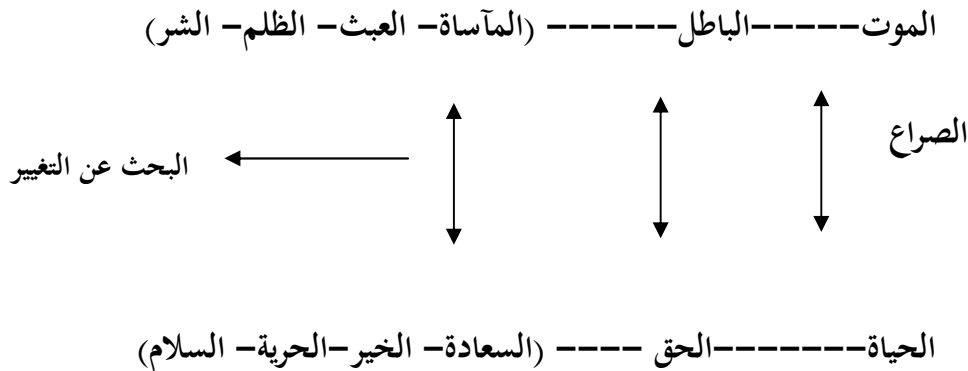 الموت-----الباطل------ (المآساة- العبث- الظلم- الشر)
الصراع
البحث عن التغيير
الحياة-------الحق ---- (السعادة- الخير-الحرية- السلام)